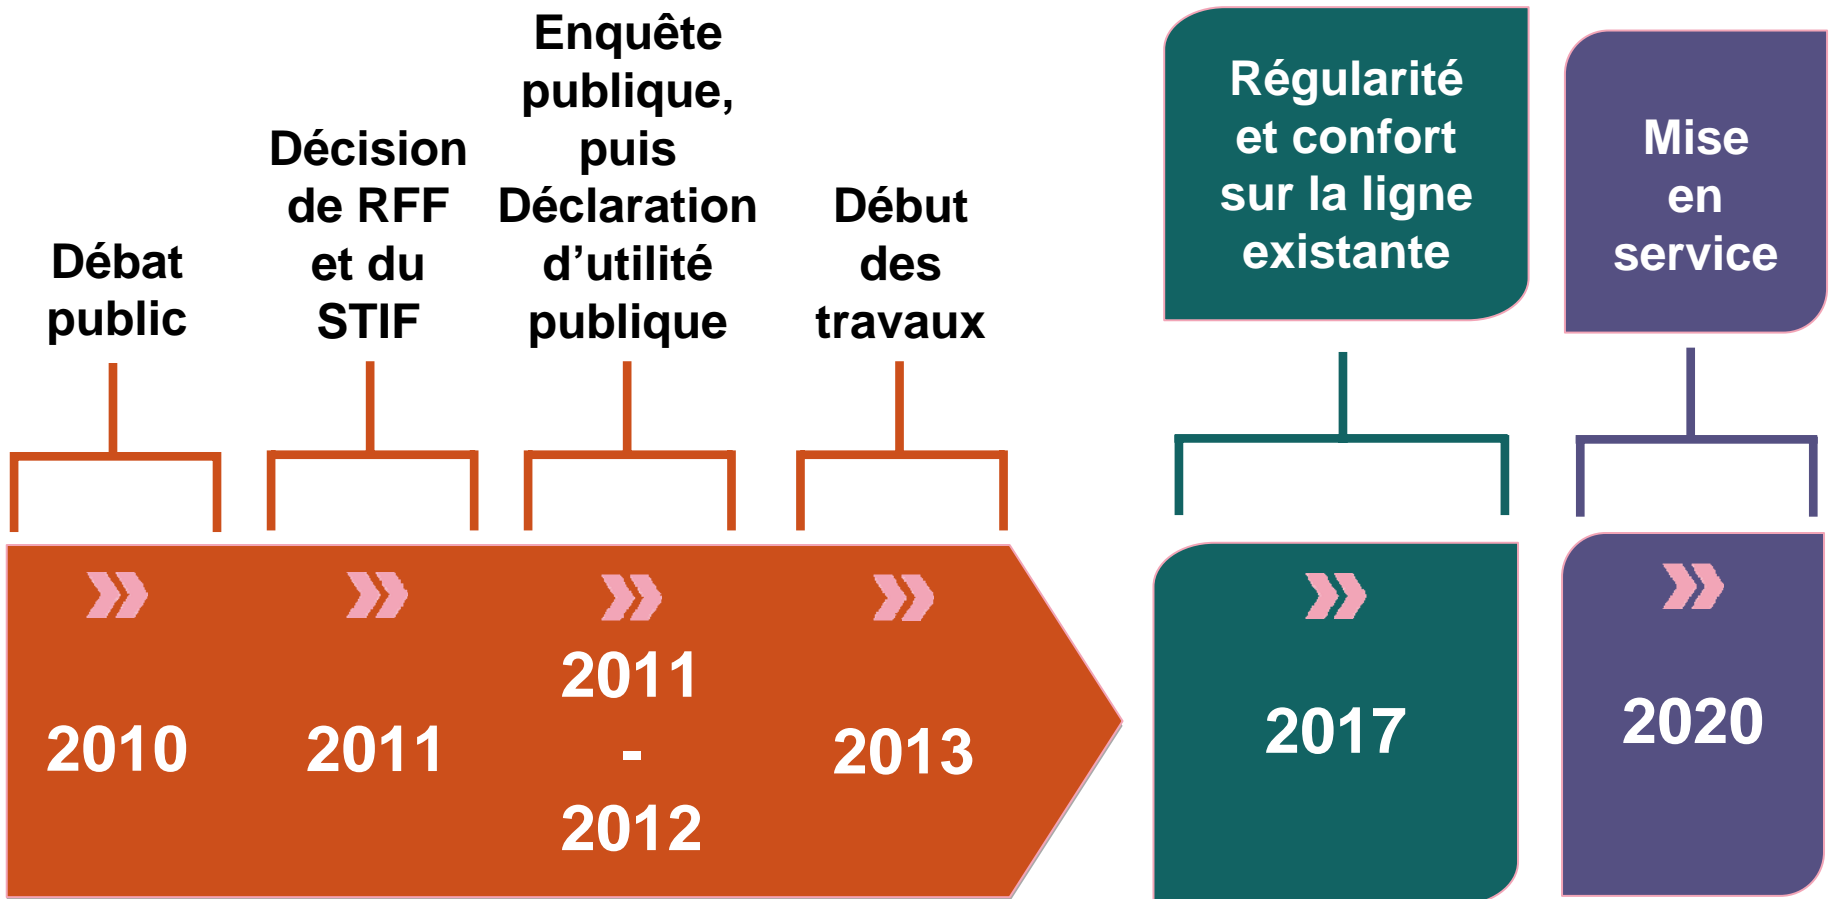 Débat
public
Décision
de RFF
et du
STIF
Enquête
publique,
puis
Déclaration
d’utilité
publique
Début
des
travaux
Régularité
et confort
sur la ligne
existante
Mise
en
service
2010
2011
2011
-
2012
2013
2017
2020